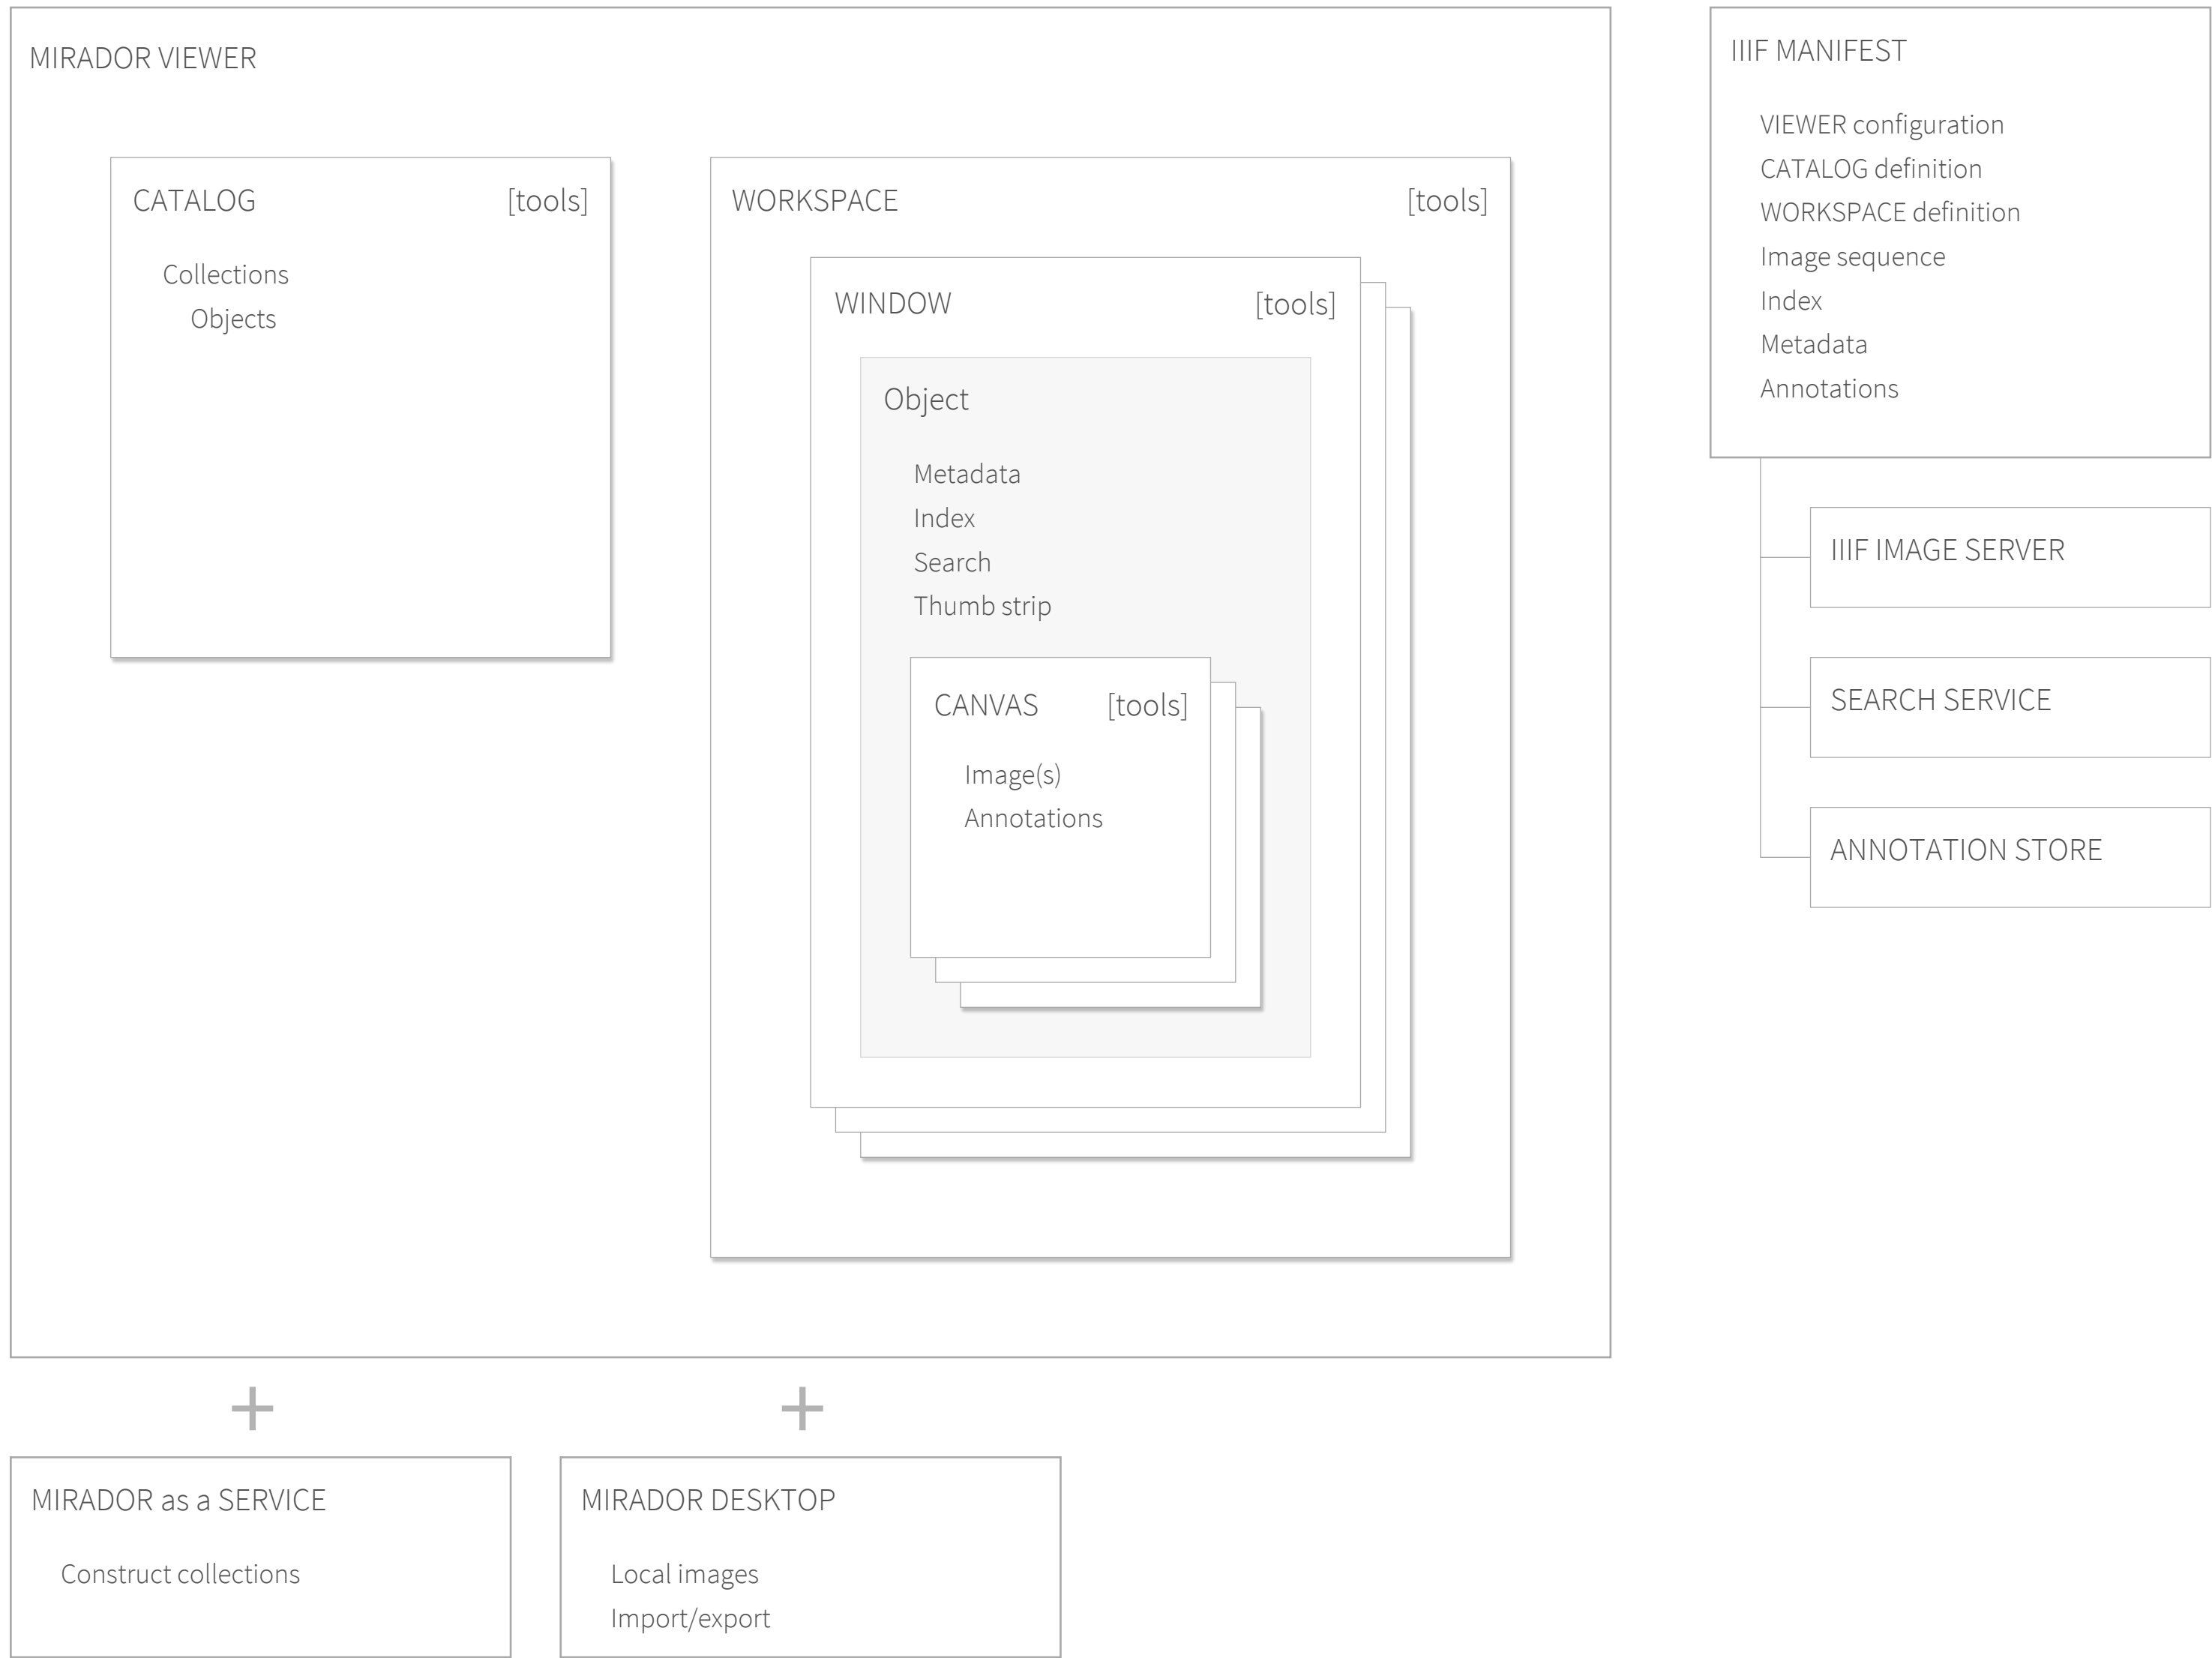 MIRADOR VIEWER
CATALOG [tools]
Collections
Objects
WORKSPACE [tools]
WINDOW [tools]
Object
Metadata
Index
Search
Thumb strip
CANVAS [tools]
Image(s)
Annotations
IIIF MANIFEST
VIEWER configuration
CATALOG definition
WORKSPACE definition
Image sequence
Index
Metadata
Annotations
IIIF IMAGE SERVER
SEARCH SERVICE
ANNOTATION STORE
+
+
MIRADOR as a SERVICE
Construct collections
MIRADOR DESKTOP
Local images
Import/export